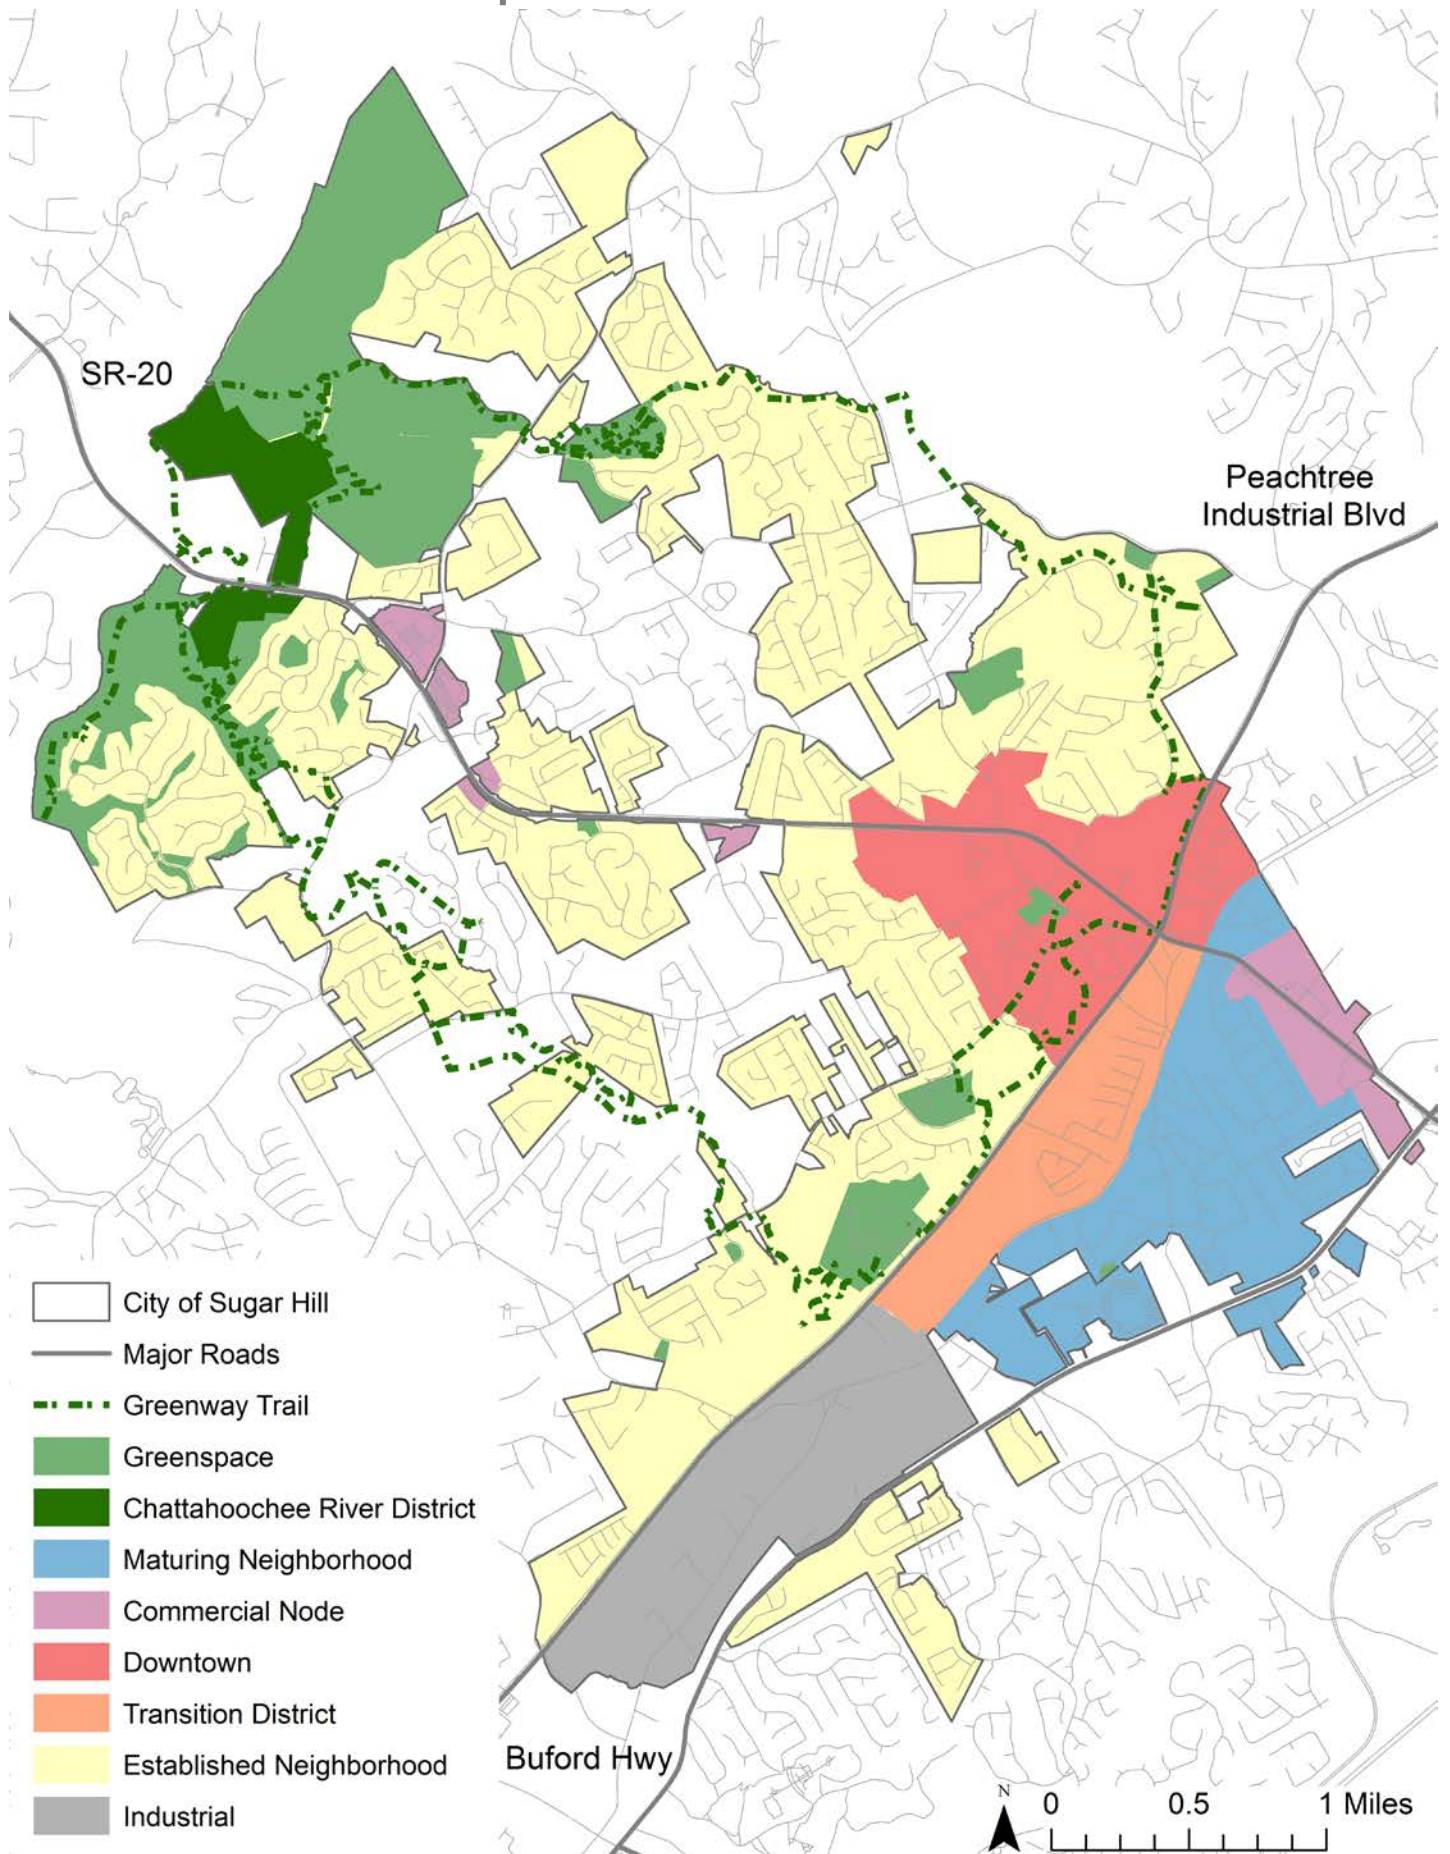 SR-20
Peachtree
Industrial Blvd
City of Sugar Hill
Major Roads
Greenway Trail
Greenspace
Chattahoochee River District
Maturing Neighborhood
Commercial Node
Downtown
Transition District
Established Neighborhood
Industrial
Buford Hwy
N
0 0.5 1 Miles